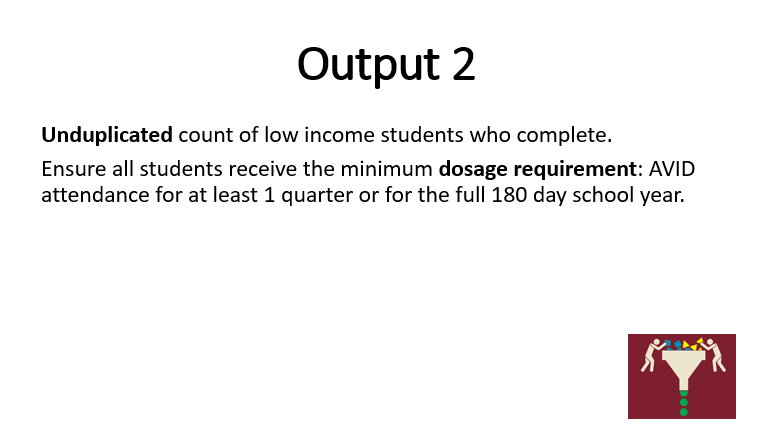 Output 2
Unduplicated count of low income students who complete.
Ensure all students receive the minimum dosage requirement: AVID
attendance for at least 1 quarter or for the full 180 day school year.